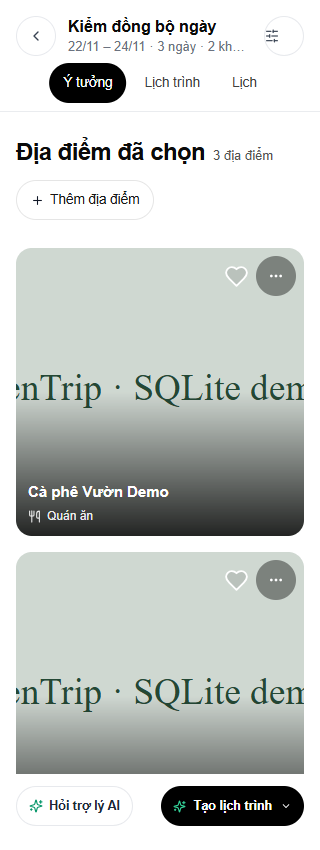 Kiểm đồng bộ ngày
22/11 – 24/11 · 3 ngày · 2 kh...
Ý tưởng
Lịch trình
Lịch
Địa điểm đã chọn 3 địa điểm
+ Thêm địa điểm
enTrip · SQLite dem
Cà phê Vườn Demo
Quán ăn
enTrip · SQLite dem
Hỏi trợ lý AI
Tạo lịch trình